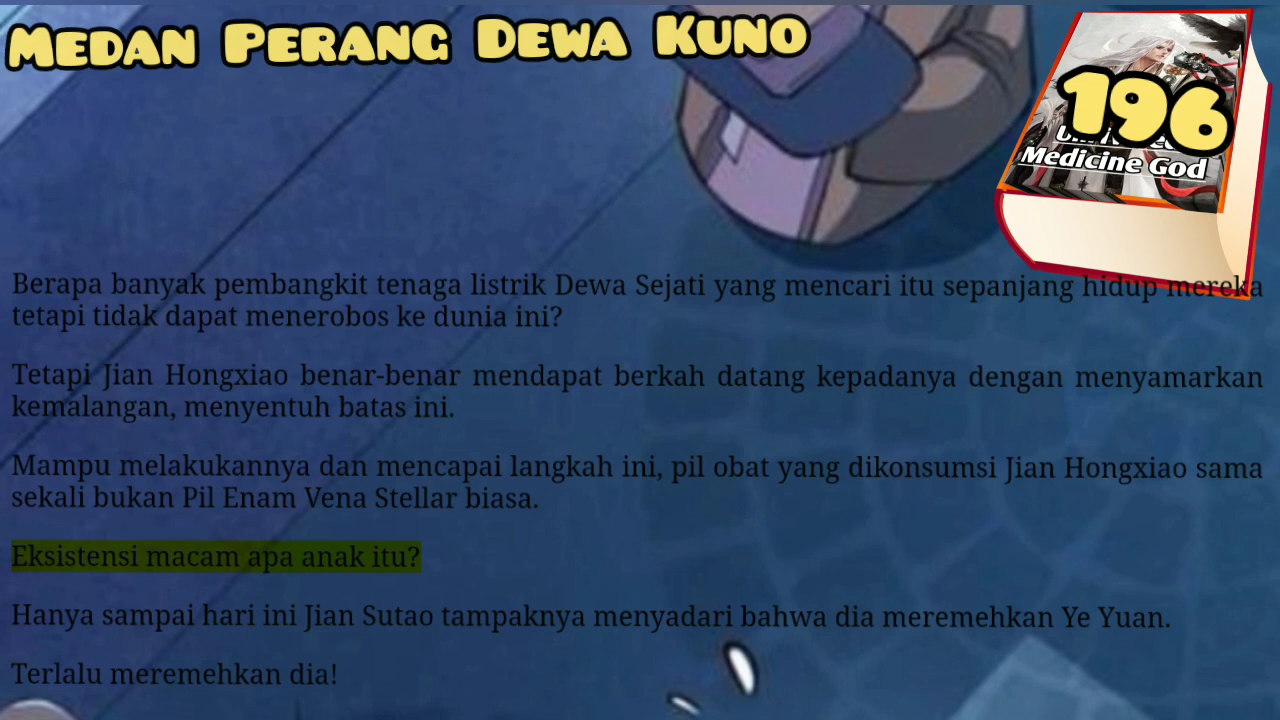 MEDAN PERANG DEWA KUNO
196
Medicine God
Berapa banyak pembangkit tenaga listrik Dewa Sejati yang mencari itu sepanjang hidup mereka
tetapi tidak dapat menerobos ke dunia ini?
Tetapi Jian Hongxiao benar-benar mendapat berkah datang kepadanya dengan menyamarkan
kemalangan, menyentuh batas ini.
Mampu melakukannya dan mencapai langkah ini, pil obat yang dikonsumsi Jian Hongxiao sama
sekali bukan Pil Enam Vena Stellar biasa.
Eksistensi macam apa anak itu?
Hanya sampai hari ini Jian Sutao tampaknya menyadari bahwa dia meremehkan Ye Yuan.
Terlalu meremehkan dia!